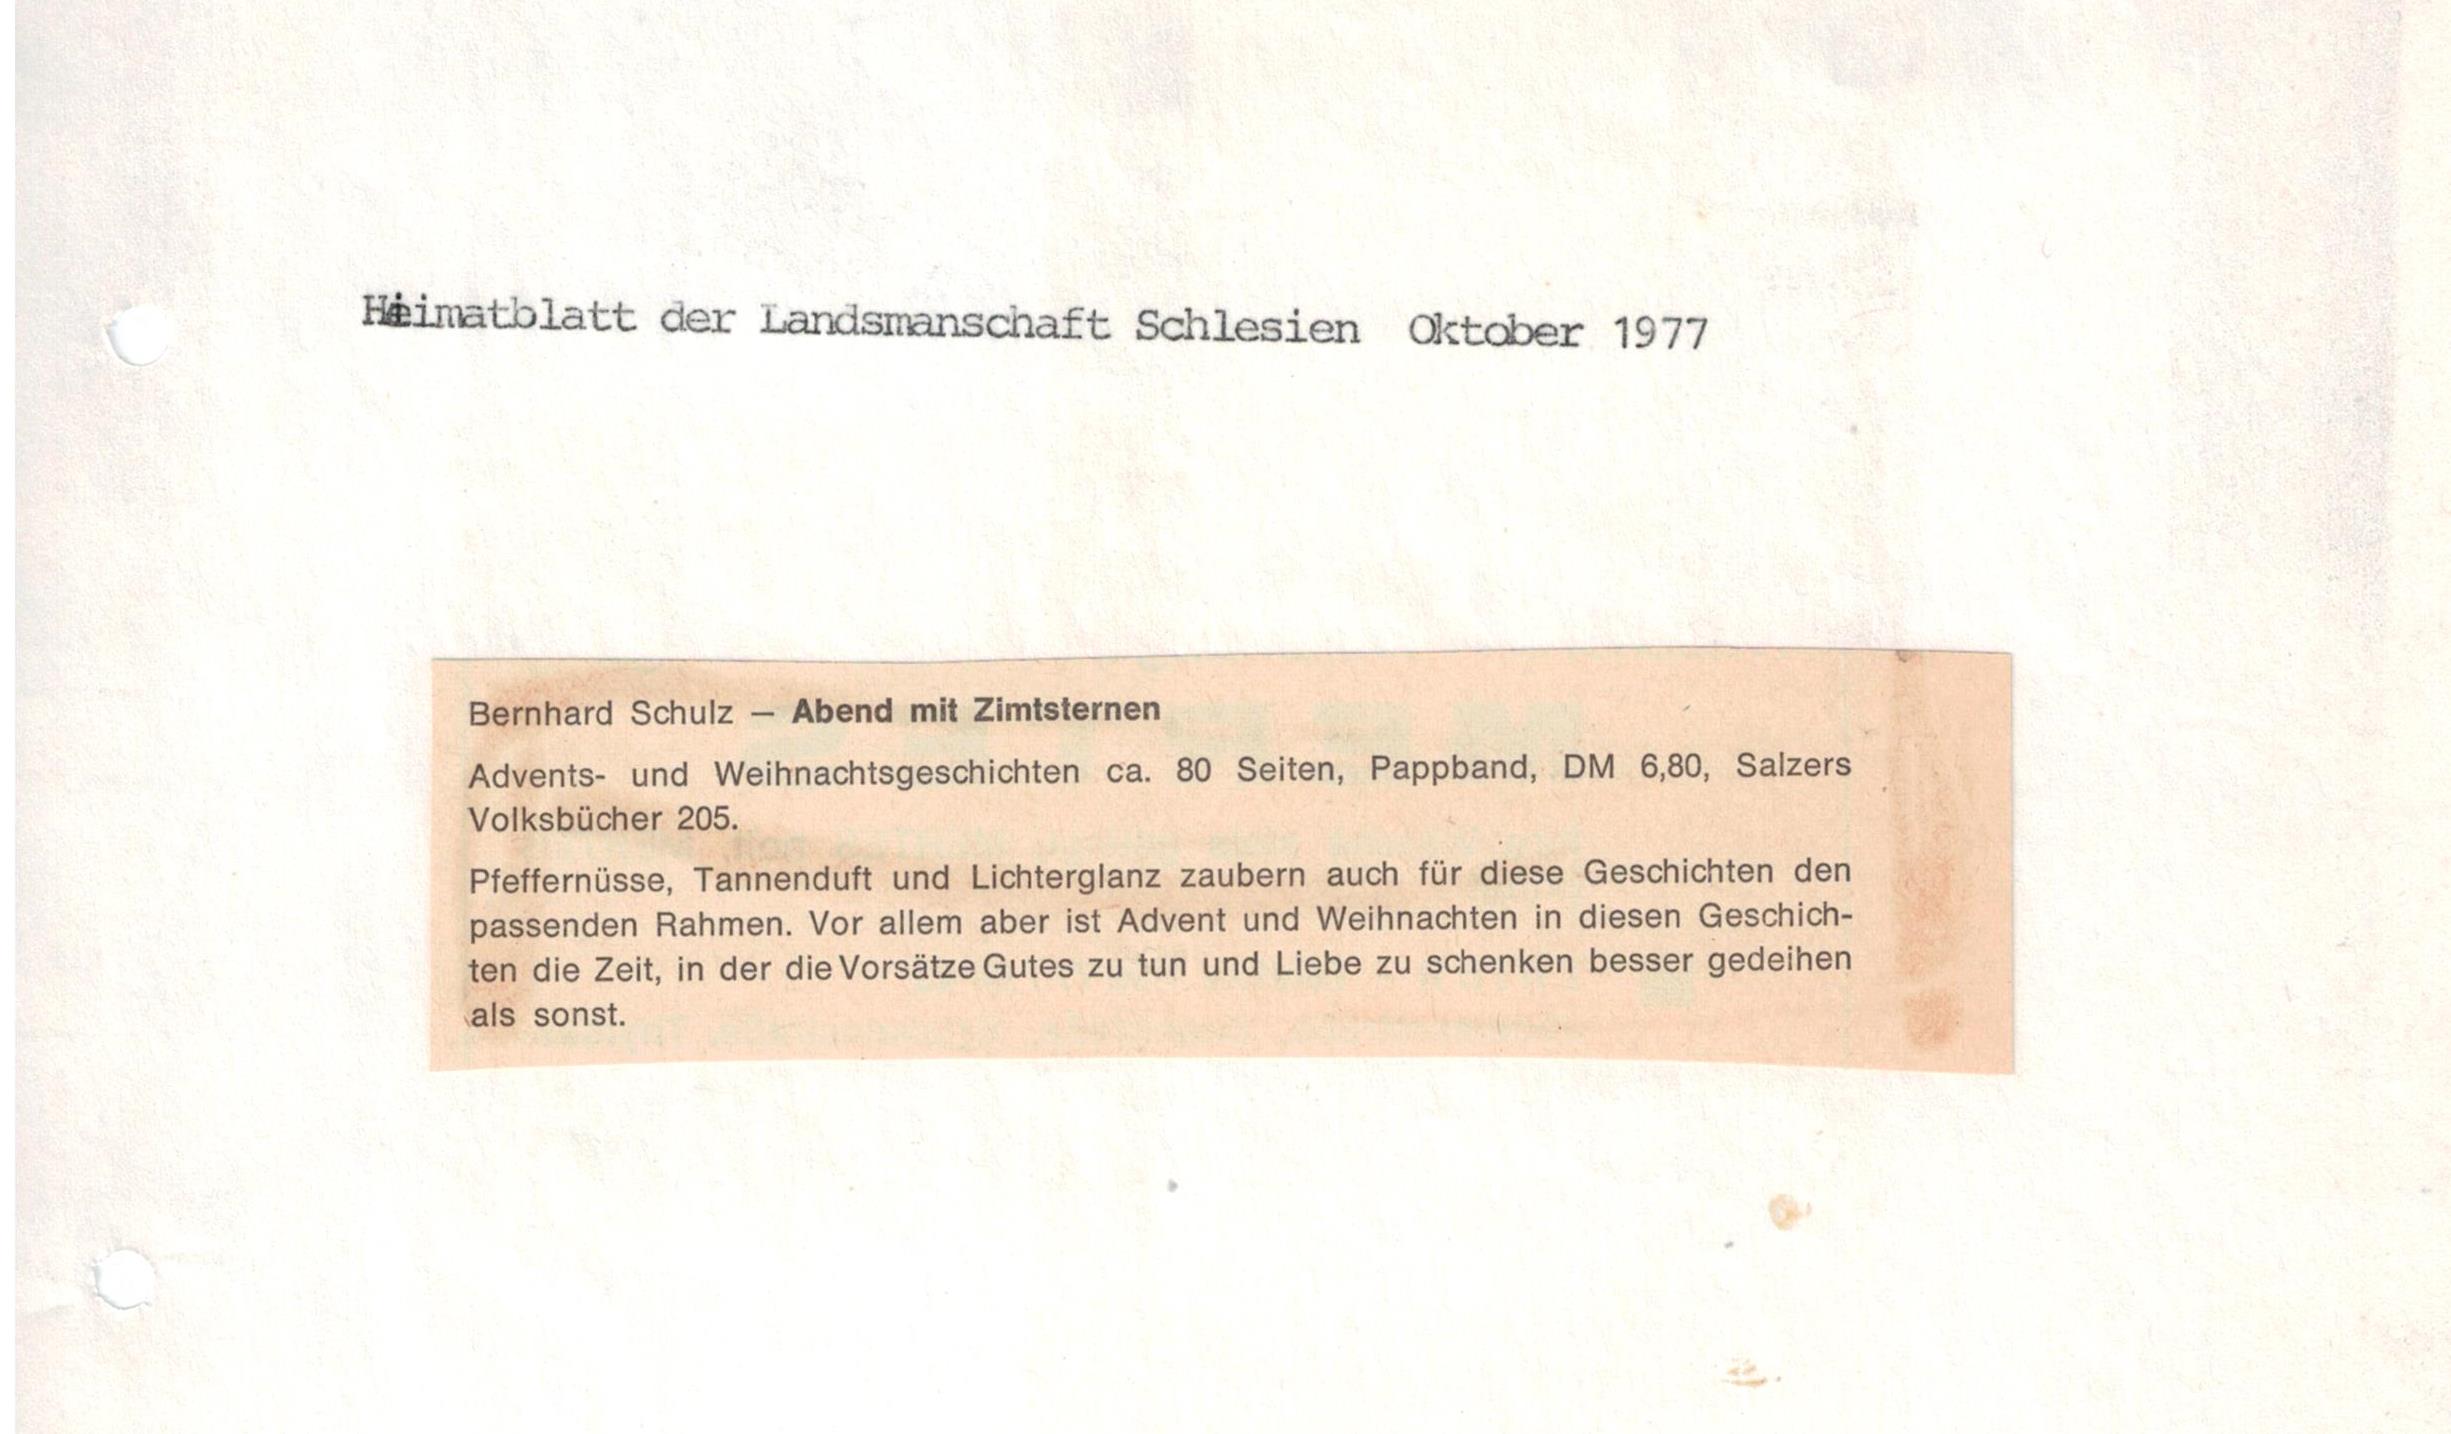 Heimatblatt der Landsmanschaft Schlesien Oktober 1977
Bernhard Schulz — Abend mit Zimtsternen
Advents- und Weihnachtsgeschichten ca. 80 Seiten, Pappband, DM 6,80, Salzers
Volksbücher 205.
Pfeffernüsse, Tannenduft und Lichterglanz zaubern auch für diese Geschichten den
passenden Rahmen. Vor allem aber ist Advent und Weihnachten in diesen Geschich-
ten die Zeit, in der die Vorsätze Gutes zu tun und Liebe zu schenken besser gedeihen
als sonst.